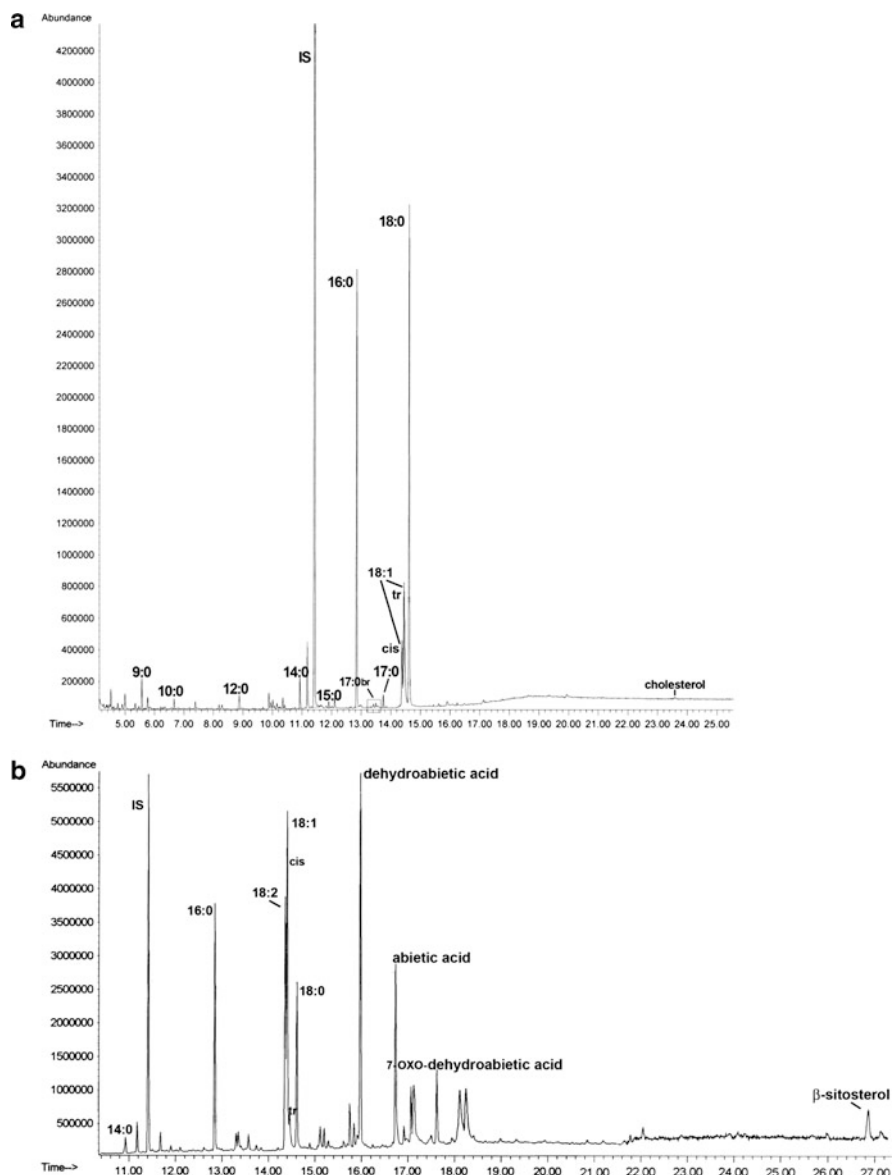 a
Abundance
4200000
4000000
3800000
3600000
3400000
3200000
3000000
2800000
2600000
2400000
2200000
2000000
1800000
1600000
1400000
1200000
1000000
800000
600000
400000
200000
IS
18:0
16:0
18:1
tr
cis
9:0
10:0
12:0
14:0
15:0
17:0br
17:0
cholesterol
Time-->
5.00 6.00 7.00 8.00 9.00 10.00 11.00 12.00 13.00 14.00 15.00 16.00 17.00 18.00 19.00 20.00 21.00 22.00 23.00 24.00 25.00
b
Abundance
5500000
5000000
4500000
4000000
3500000
3000000
2500000
2000000
1500000
1000000
500000
dehydroabietic acid
IS
18:1
cis
18:2
16:0
abietic acid
18:0
7-OXO-dehydroabietic acid
β-sitosterol
tr
14:0
Time-->
11.00 12.00 13.00 14.00 15.00 16.00 17.00 18.00 19.00 20.00 21.00 22.00 23.00 24.00 25.00 26.00 27.00